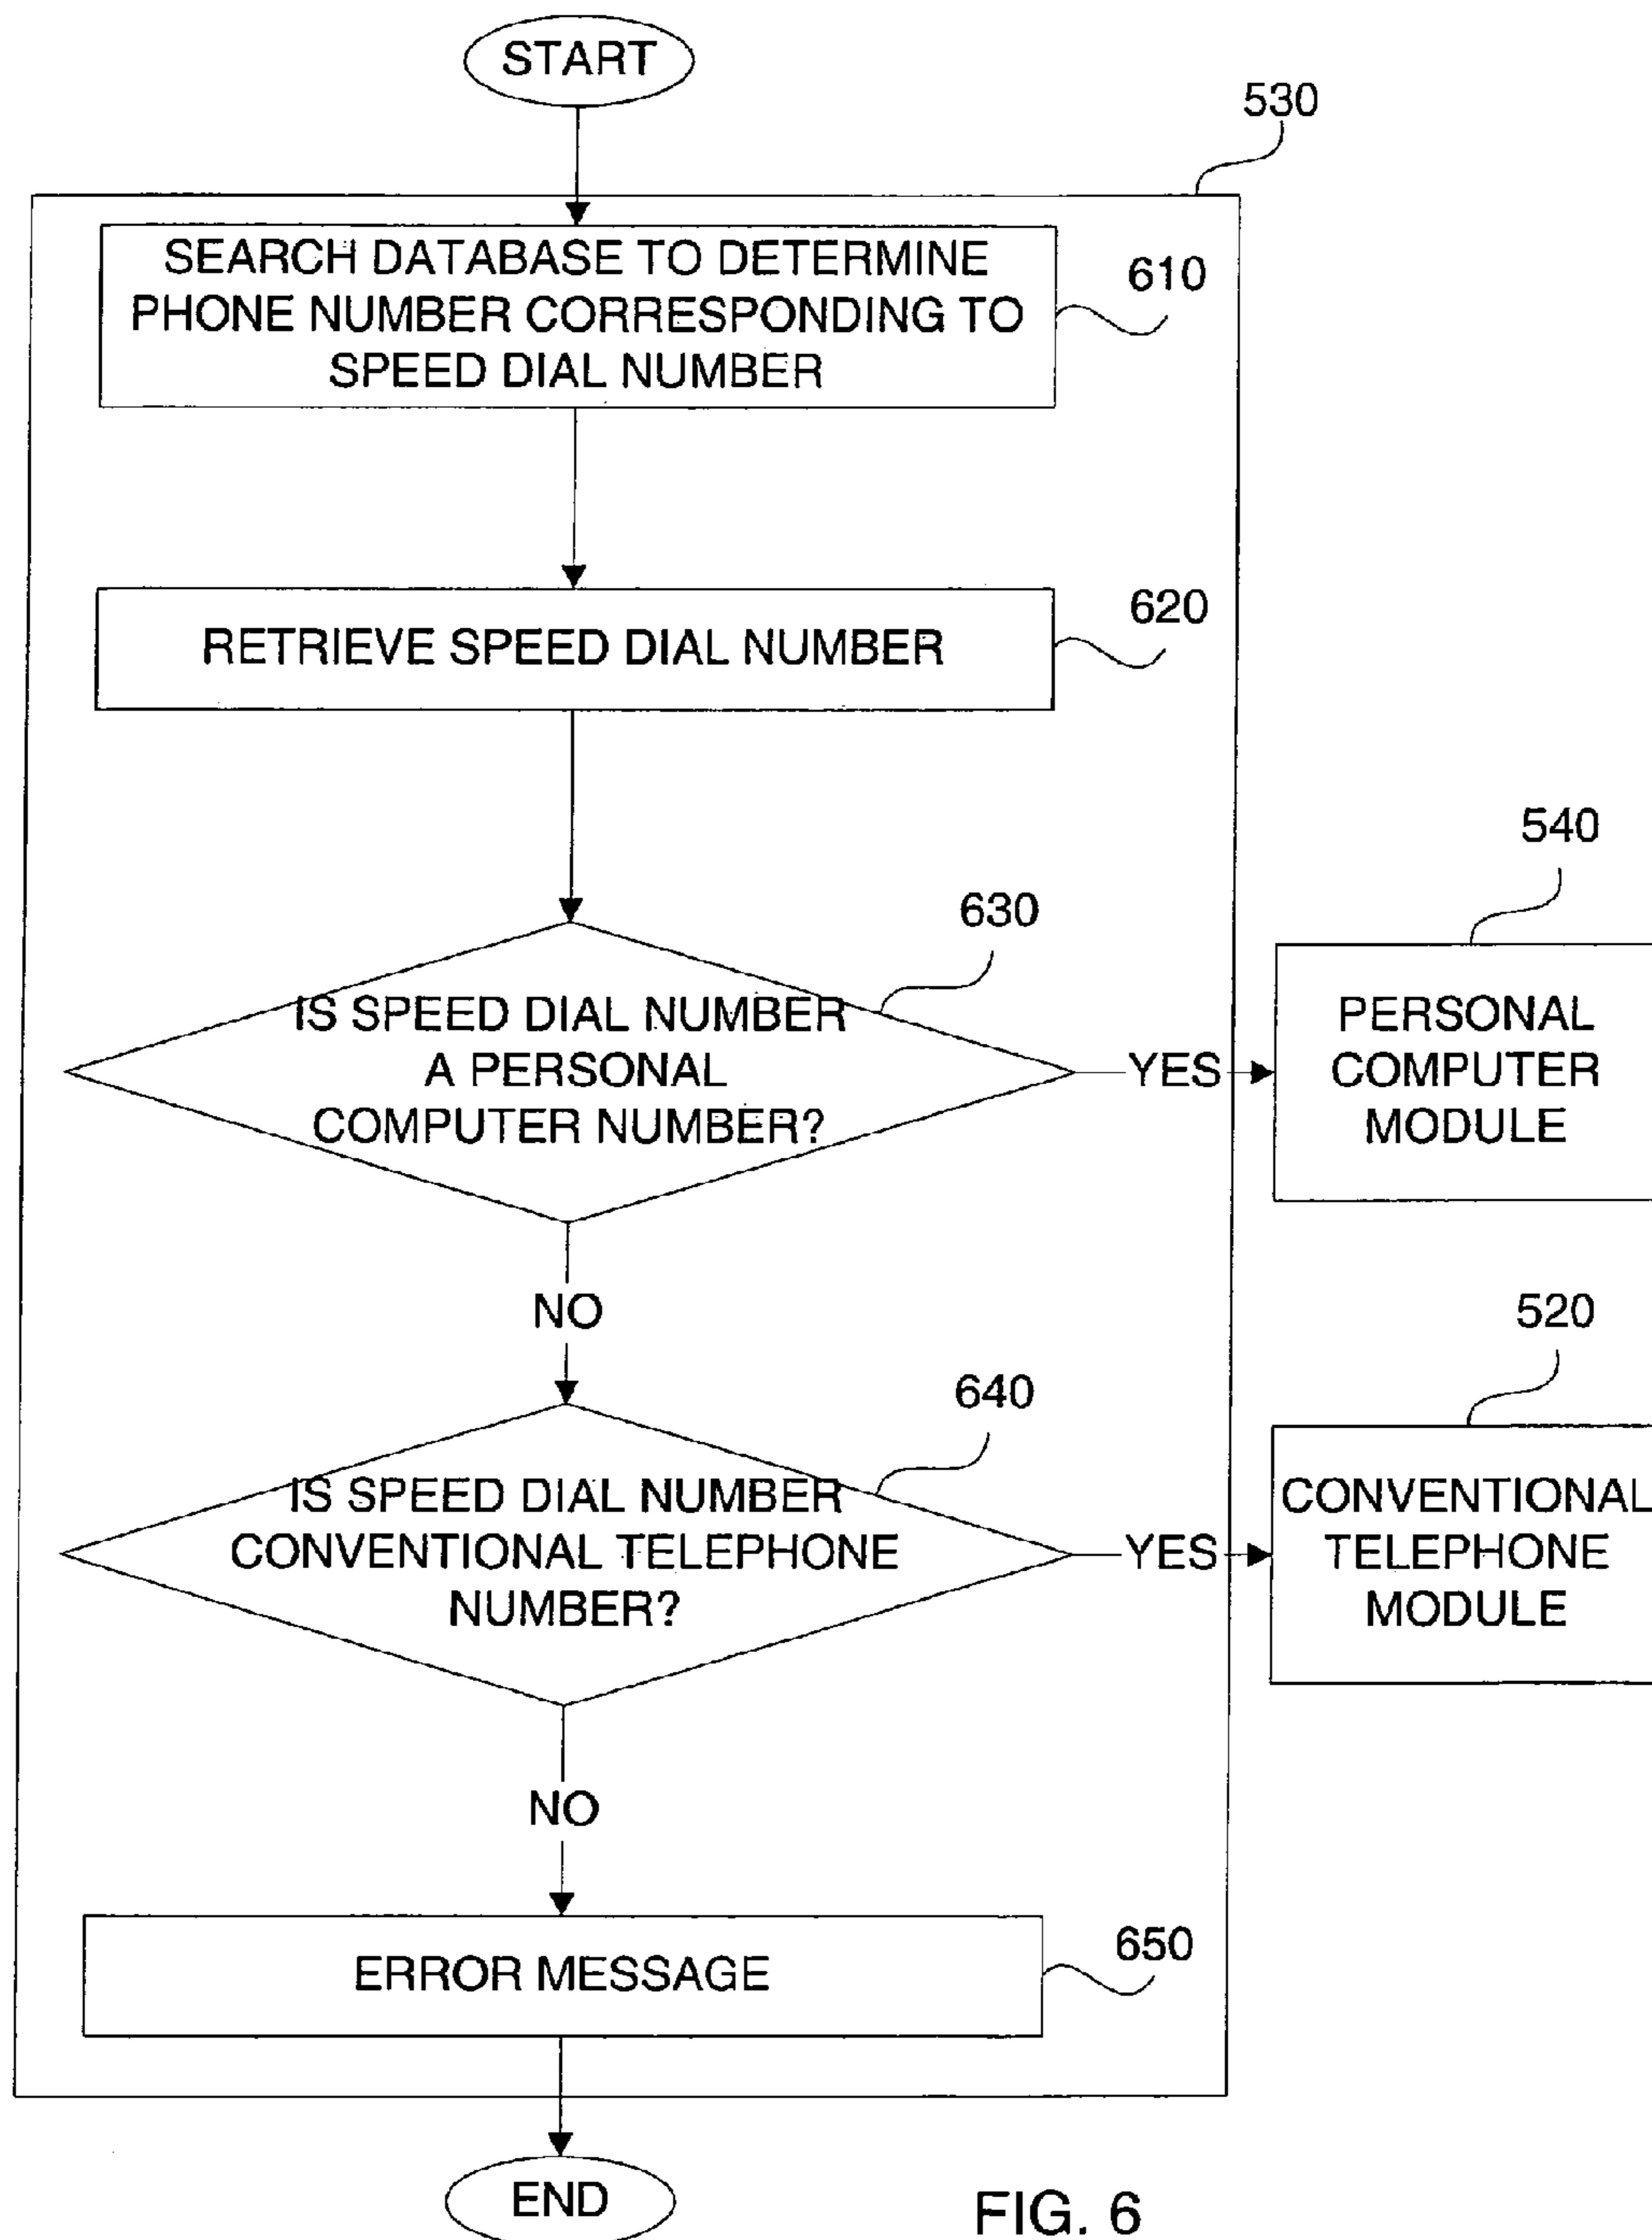 START
530
SEARCH DATABASE TO DETERMINE
PHONE NUMBER CORRESPONDING TO
SPEED DIAL NUMBER
610
RETRIEVE SPEED DIAL NUMBER
620
630
IS SPEED DIAL NUMBER
A PERSONAL
COMPUTER NUMBER?
YES
540
PERSONAL
COMPUTER
MODULE
NO
640
IS SPEED DIAL NUMBER
CONVENTIONAL TELEPHONE
NUMBER?
YES
520
CONVENTIONAL
TELEPHONE
MODULE
NO
ERROR MESSAGE
650
END
FIG. 6